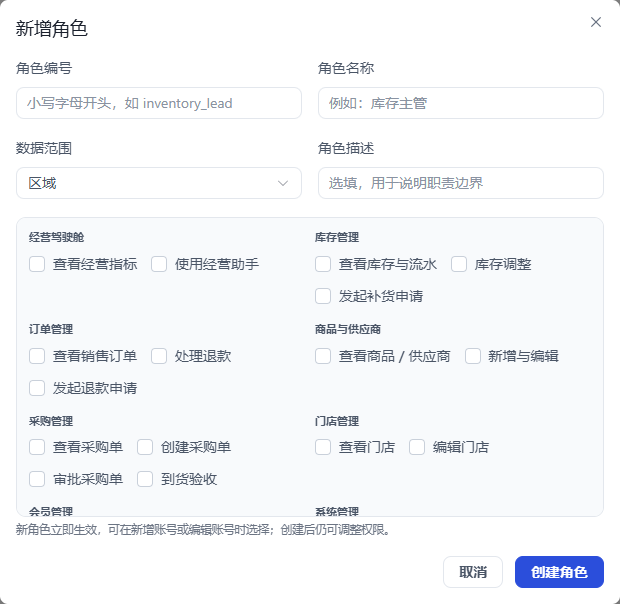 新增角色
角色编号 角色名称
小写字母开头，如 inventory_lead 例如：库存主管
数据范围 角色描述
区域 选填，用于说明职责边界
经营驾驶舱 库存管理
查看经营指标 使用经营助手 查看库存与流水 库存调整
发起补货申请
订单管理 商品与供应商
查看销售订单 处理退款 查看商品 / 供应商 新增与编辑
发起退款申请
采购管理 门店管理
查看采购单 创建采购单 查看门店 编辑门店
审批采购单 到货验收
会员管理 系统管理
新角色立即生效，可在新增账号或编辑账号时选择；创建后仍可调整权限。
取消 创建角色